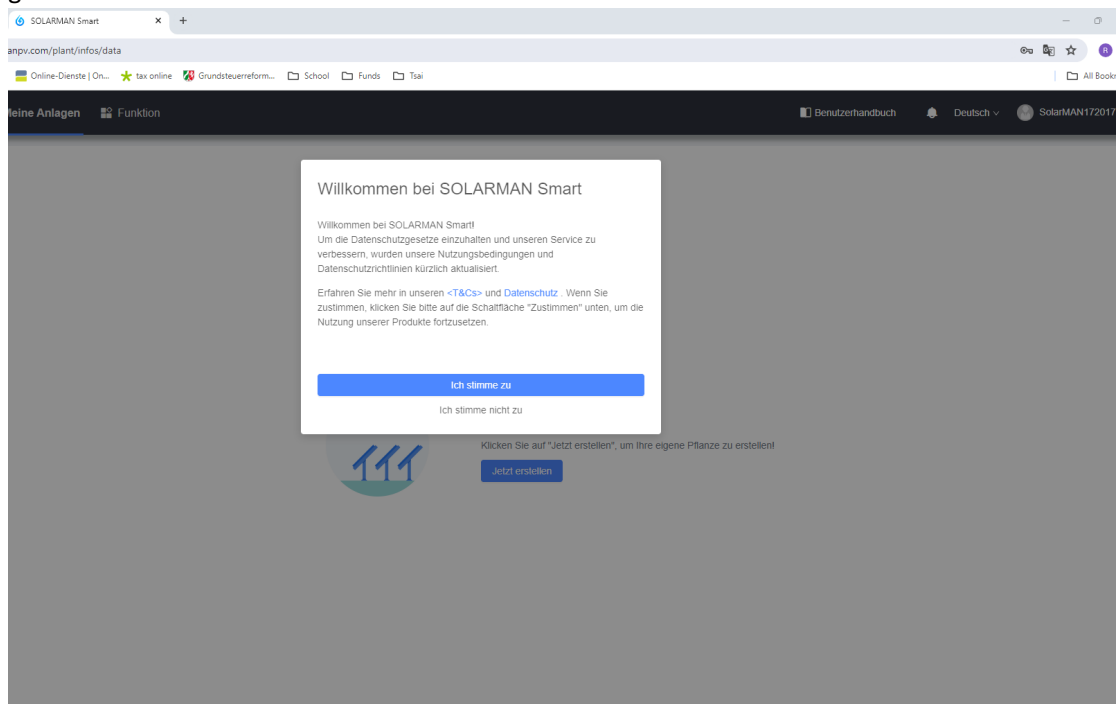 SOLARMAN Smart
anpv.com/plant/infos/data
Online-Dienste | On... tax online Grundsteuerreform... School Funds Tsai All Bookr
Meine Anlagen Funktion Benutzerhandbuch Deutsch SolarMAN172017
Willkommen bei SOLARMAN Smart
Willkommen bei SOLARMAN Smart!
Um die Datenschutzgesetze einzuhalten und unseren Service zu
verbessern, wurden unsere Nutzungsbedingungen und
Datenschutzrichtlinien kürzlich aktualisiert.
Erfahren Sie mehr in unseren <T&Cs> und Datenschutz . Wenn Sie
zustimmen, klicken Sie bitte auf die Schaltfläche "Zustimmen" unten, um die
Nutzung unserer Produkte fortzusetzen.
Ich stimme zu
Ich stimme nicht zu
Klicken Sie auf "Jetzt erstellen", um Ihre eigene Pflanze zu erstellen!
Jetzt erstellen